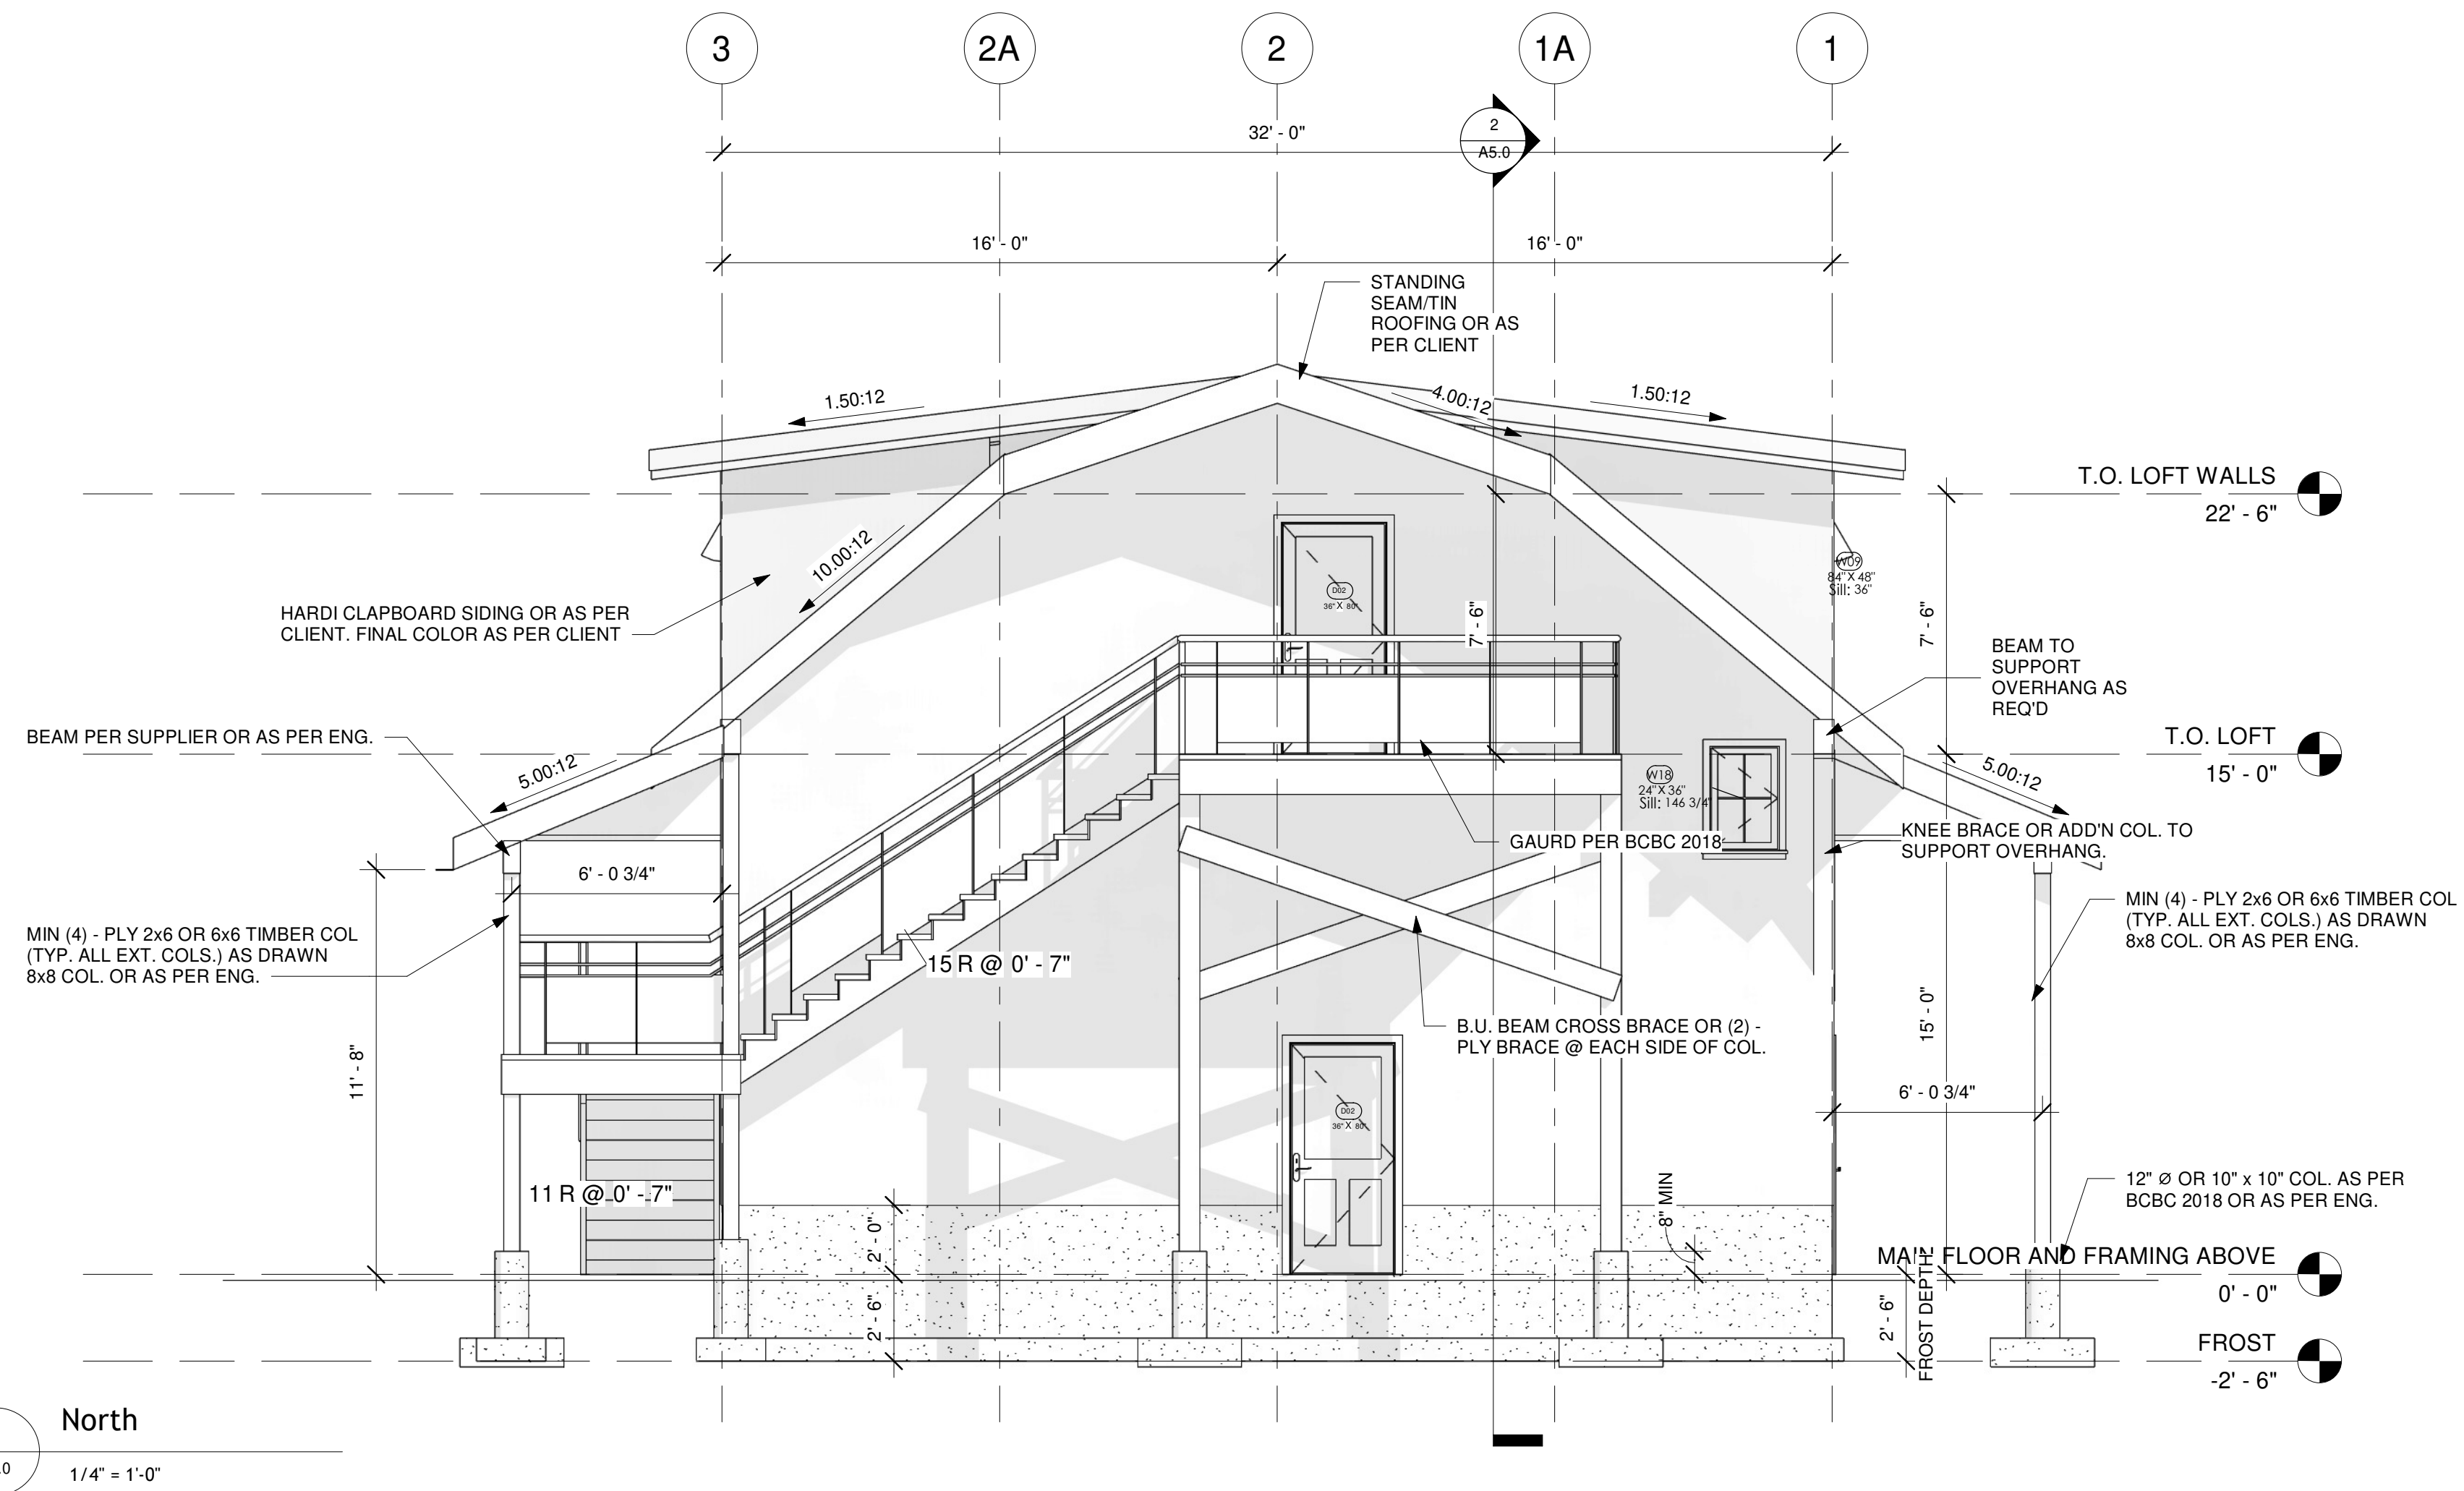 3
2A
2
1A
1
32' - 0"
2
A5.0
16' - 0"
16' - 0"
STANDING
SEAM/TIN
ROOFING OR AS
PER CLIENT
1.50:12
4.00:12
1.50:12
T.O. LOFT WALLS
22' - 6"
10.00:12
W09
84" X 48"
Sill: 36"
D02
36" X 80"
HARDI CLAPBOARD SIDING OR AS PER
CLIENT. FINAL COLOR AS PER CLIENT
7' - 6"
7' - 6"
BEAM TO
SUPPORT
OVERHANG AS
REQ'D
BEAM PER SUPPLIER OR AS PER ENG.
T.O. LOFT
15' - 0"
5.00:12
5.00:12
W18
24" X 36"
Sill: 146 3/4"
GAURD PER BCBC 2018
KNEE BRACE OR ADD'N COL. TO
SUPPORT OVERHANG.
6' - 0 3/4"
MIN (4) - PLY 2x6 OR 6x6 TIMBER COL
(TYP. ALL EXT. COLS.) AS DRAWN
8x8 COL. OR AS PER ENG.
MIN (4) - PLY 2x6 OR 6x6 TIMBER COL
(TYP. ALL EXT. COLS.) AS DRAWN
8x8 COL. OR AS PER ENG.
15 R @ 0' - 7"
B.U. BEAM CROSS BRACE OR (2) -
PLY BRACE @ EACH SIDE OF COL.
15' - 0"
11' - 8"
6' - 0 3/4"
D02
36" X 80"
11 R @ 0' - 7"
12" Ø OR 10" x 10" COL. AS PER
BCBC 2018 OR AS PER ENG.
8" MIN
2' - 0"
MAIN FLOOR AND FRAMING ABOVE
0' - 0"
2' - 6"
2' - 6"
FROST DEPTH
FROST
-2' - 6"
North
1/4" = 1'-0"